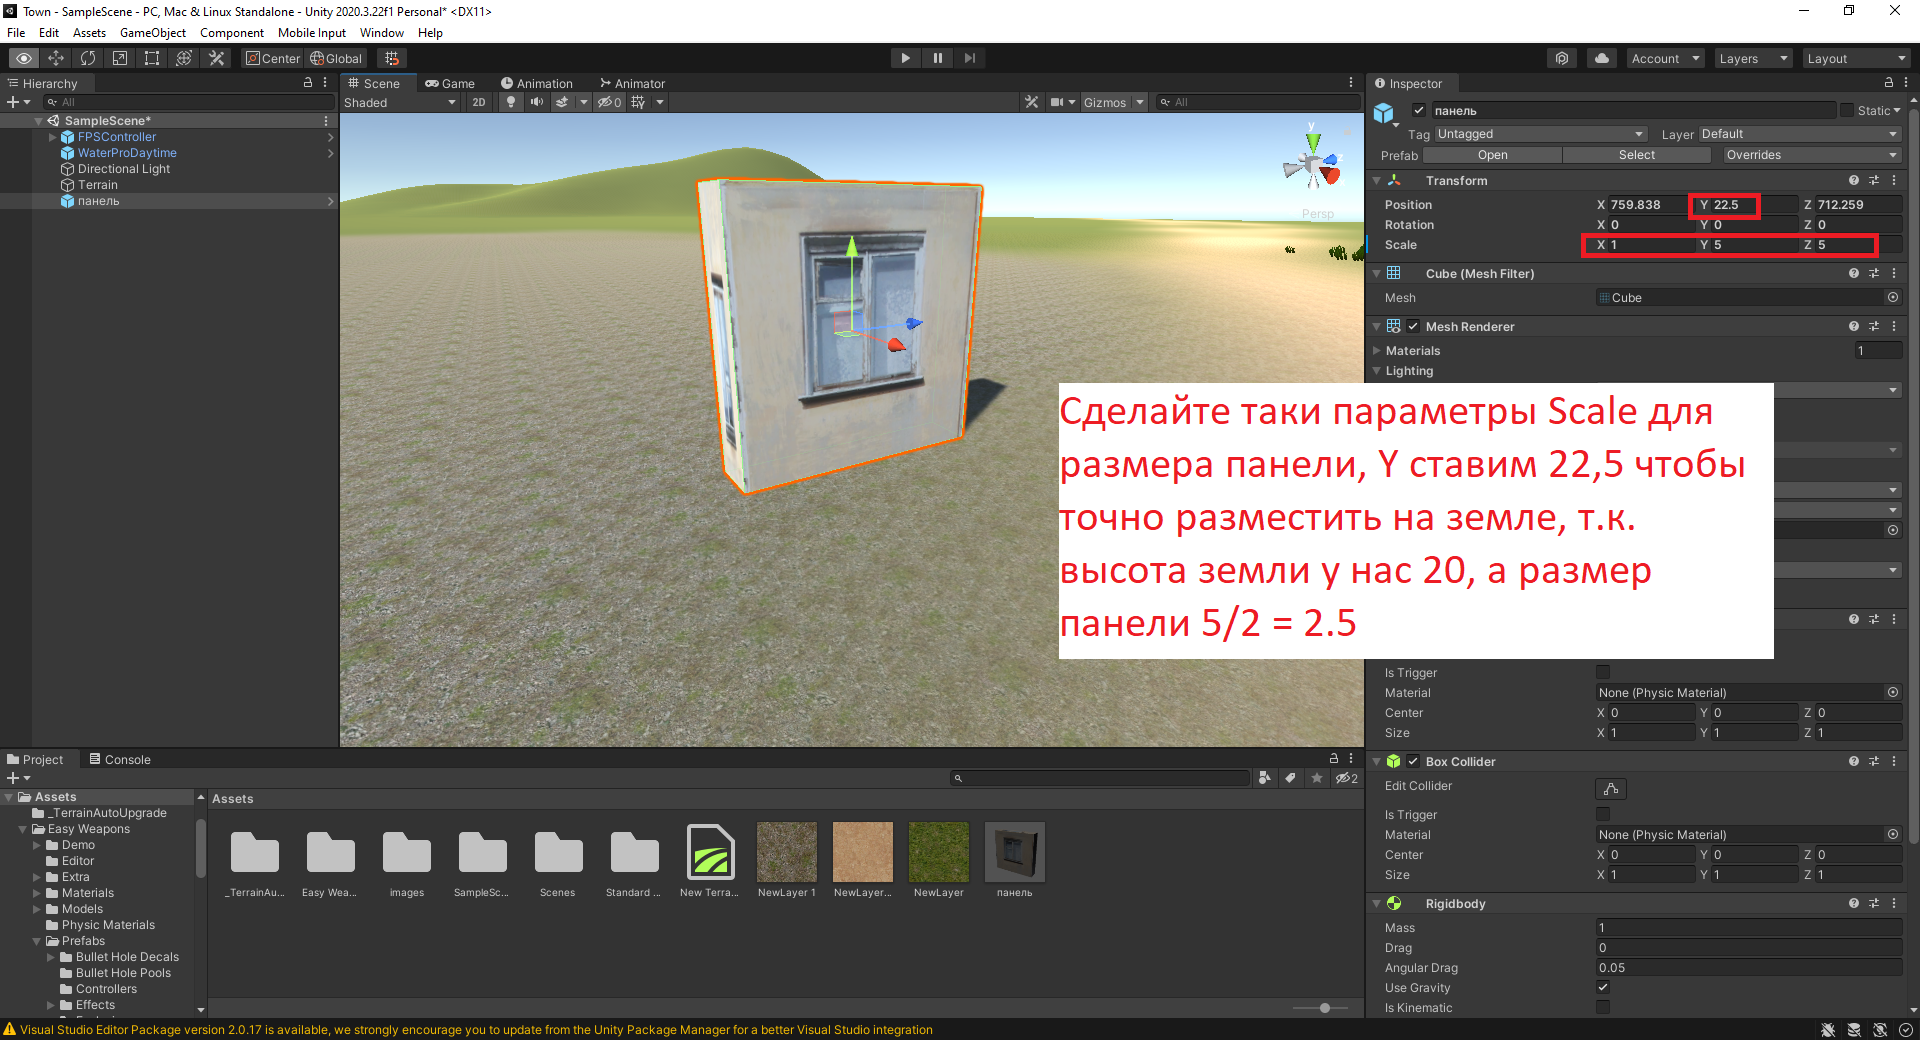 Town - SampleScene - PC, Mac & Linux Standalone - Unity 2020.3.22f1 Personal* <DX11>
File Edit Assets GameObject Component Mobile Input Window Help
Center Global
Account Layers Layout
Hierarchy
All
SampleScene*
FPSController
WaterProDaytime
Directional Light
Terrain
панель
Scene Game Animation Animator
Shaded 2D 0 Gizmos All
y
Persp
Inspector
панель Static
Tag Untagged Layer Default
Prefab Open Select Overrides
Transform
Position X 759.838 Y 22.5 Z 712.259
Rotation X 0 Y 0 Z 0
Scale X 1 Y 5 Z 5
Cube (Mesh Filter)
Mesh Cube
Mesh Renderer
Materials 1
Lighting
Сделайте таки параметры Scale для
размера панели, Y ставим 22,5 чтобы
точно разместить на земле, т.к.
высота земли у нас 20, а размер
панели 5/2 = 2.5
Is Trigger
Material None (Physic Material)
Center X 0 Y 0 Z 0
Size X 1 Y 1 Z 1
Box Collider
Edit Collider
Is Trigger
Material None (Physic Material)
Center X 0 Y 0 Z 0
Size X 1 Y 1 Z 1
Rigidbody
Mass 1
Drag 0
Angular Drag 0.05
Use Gravity
Is Kinematic
Project Console
2
Assets
_TerrainAutoUpgrade
Easy Weapons
Demo
Editor
Extra
Materials
Models
Physic Materials
Prefabs
Bullet Hole Decals
Bullet Hole Pools
Controllers
Effects
Assets
_TerrainAu... Easy Wea... images SampleSc... Scenes Standard ... New Terra... NewLayer 1 NewLayer... NewLayer панель
Visual Studio Editor Package version 2.0.17 is available, we strongly encourage you to update from the Unity Package Manager for a better Visual Studio integration